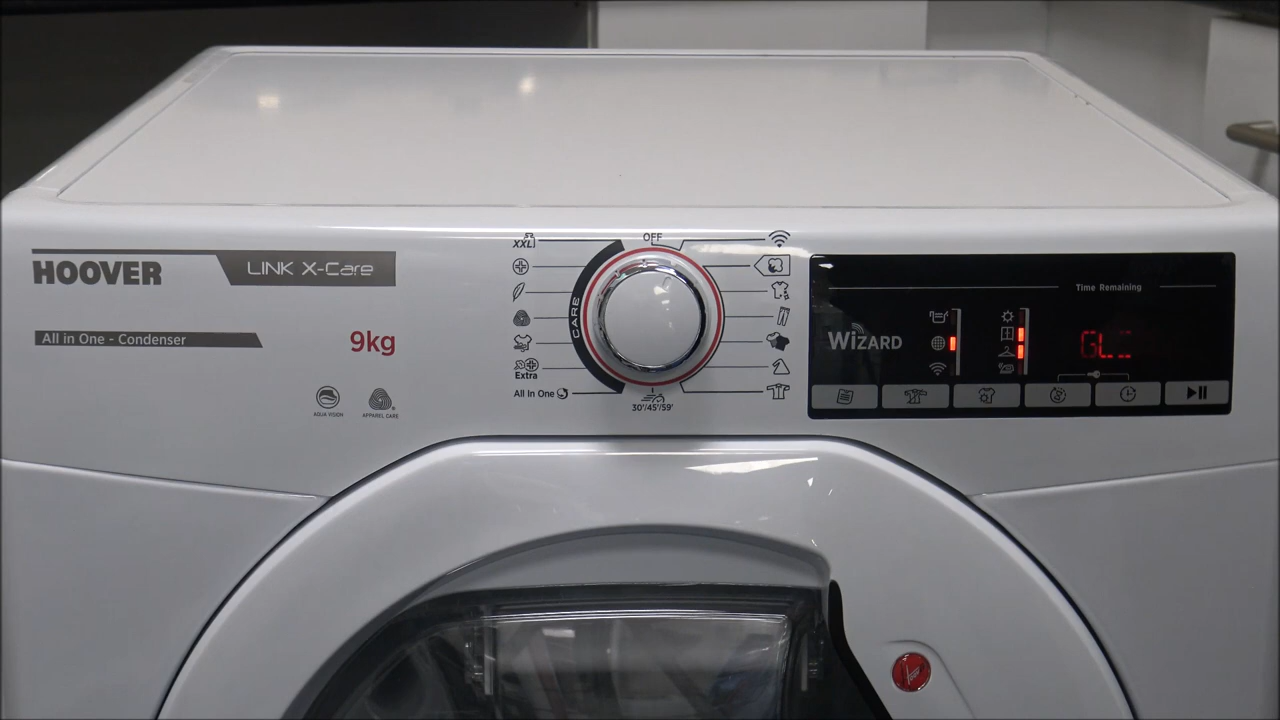 HOOVER
LINK X-Care
All in One - Condenser
9kg
AQUA VISION
APPAREL CARE
XXL
OFF
CARE
Extra
All In One
30'/45'/59'
Time Remaining
WiZARD